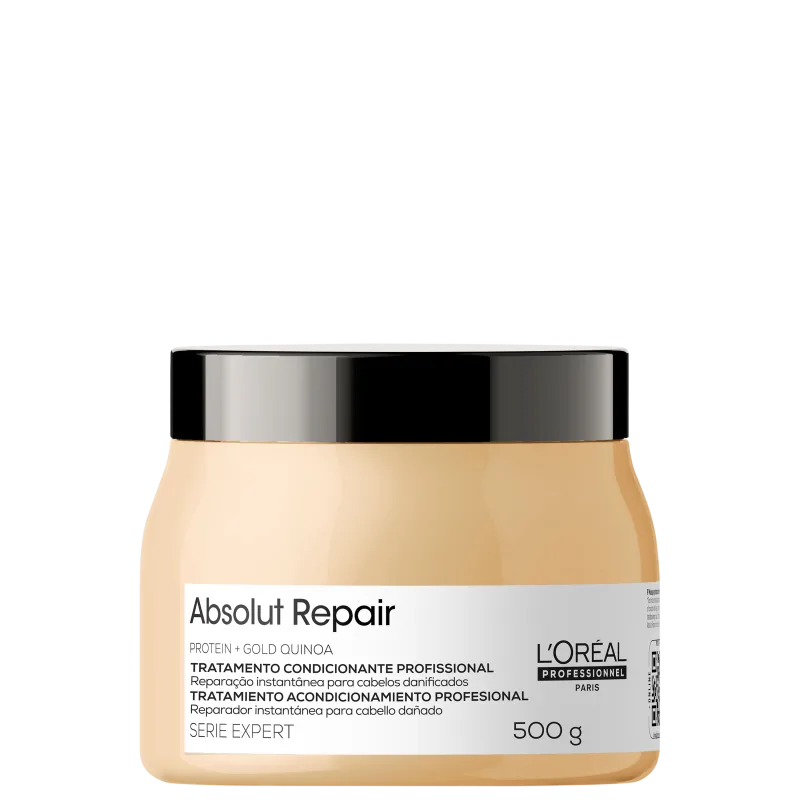 Absolut Repair
PROTEIN + GOLD QUINOA
TRATAMENTO CONDICIONANTE PROFISSIONAL
Reparação instantânea para cabelos danificados
TRATAMIENTO ACONDICIONAMIENTO PROFESIONAL
Reparador instantánea para cabello dañado
SERIE EXPERT
500 g
L'ORÉAL
PROFESSIONNEL
PARIS
+ ONLINE